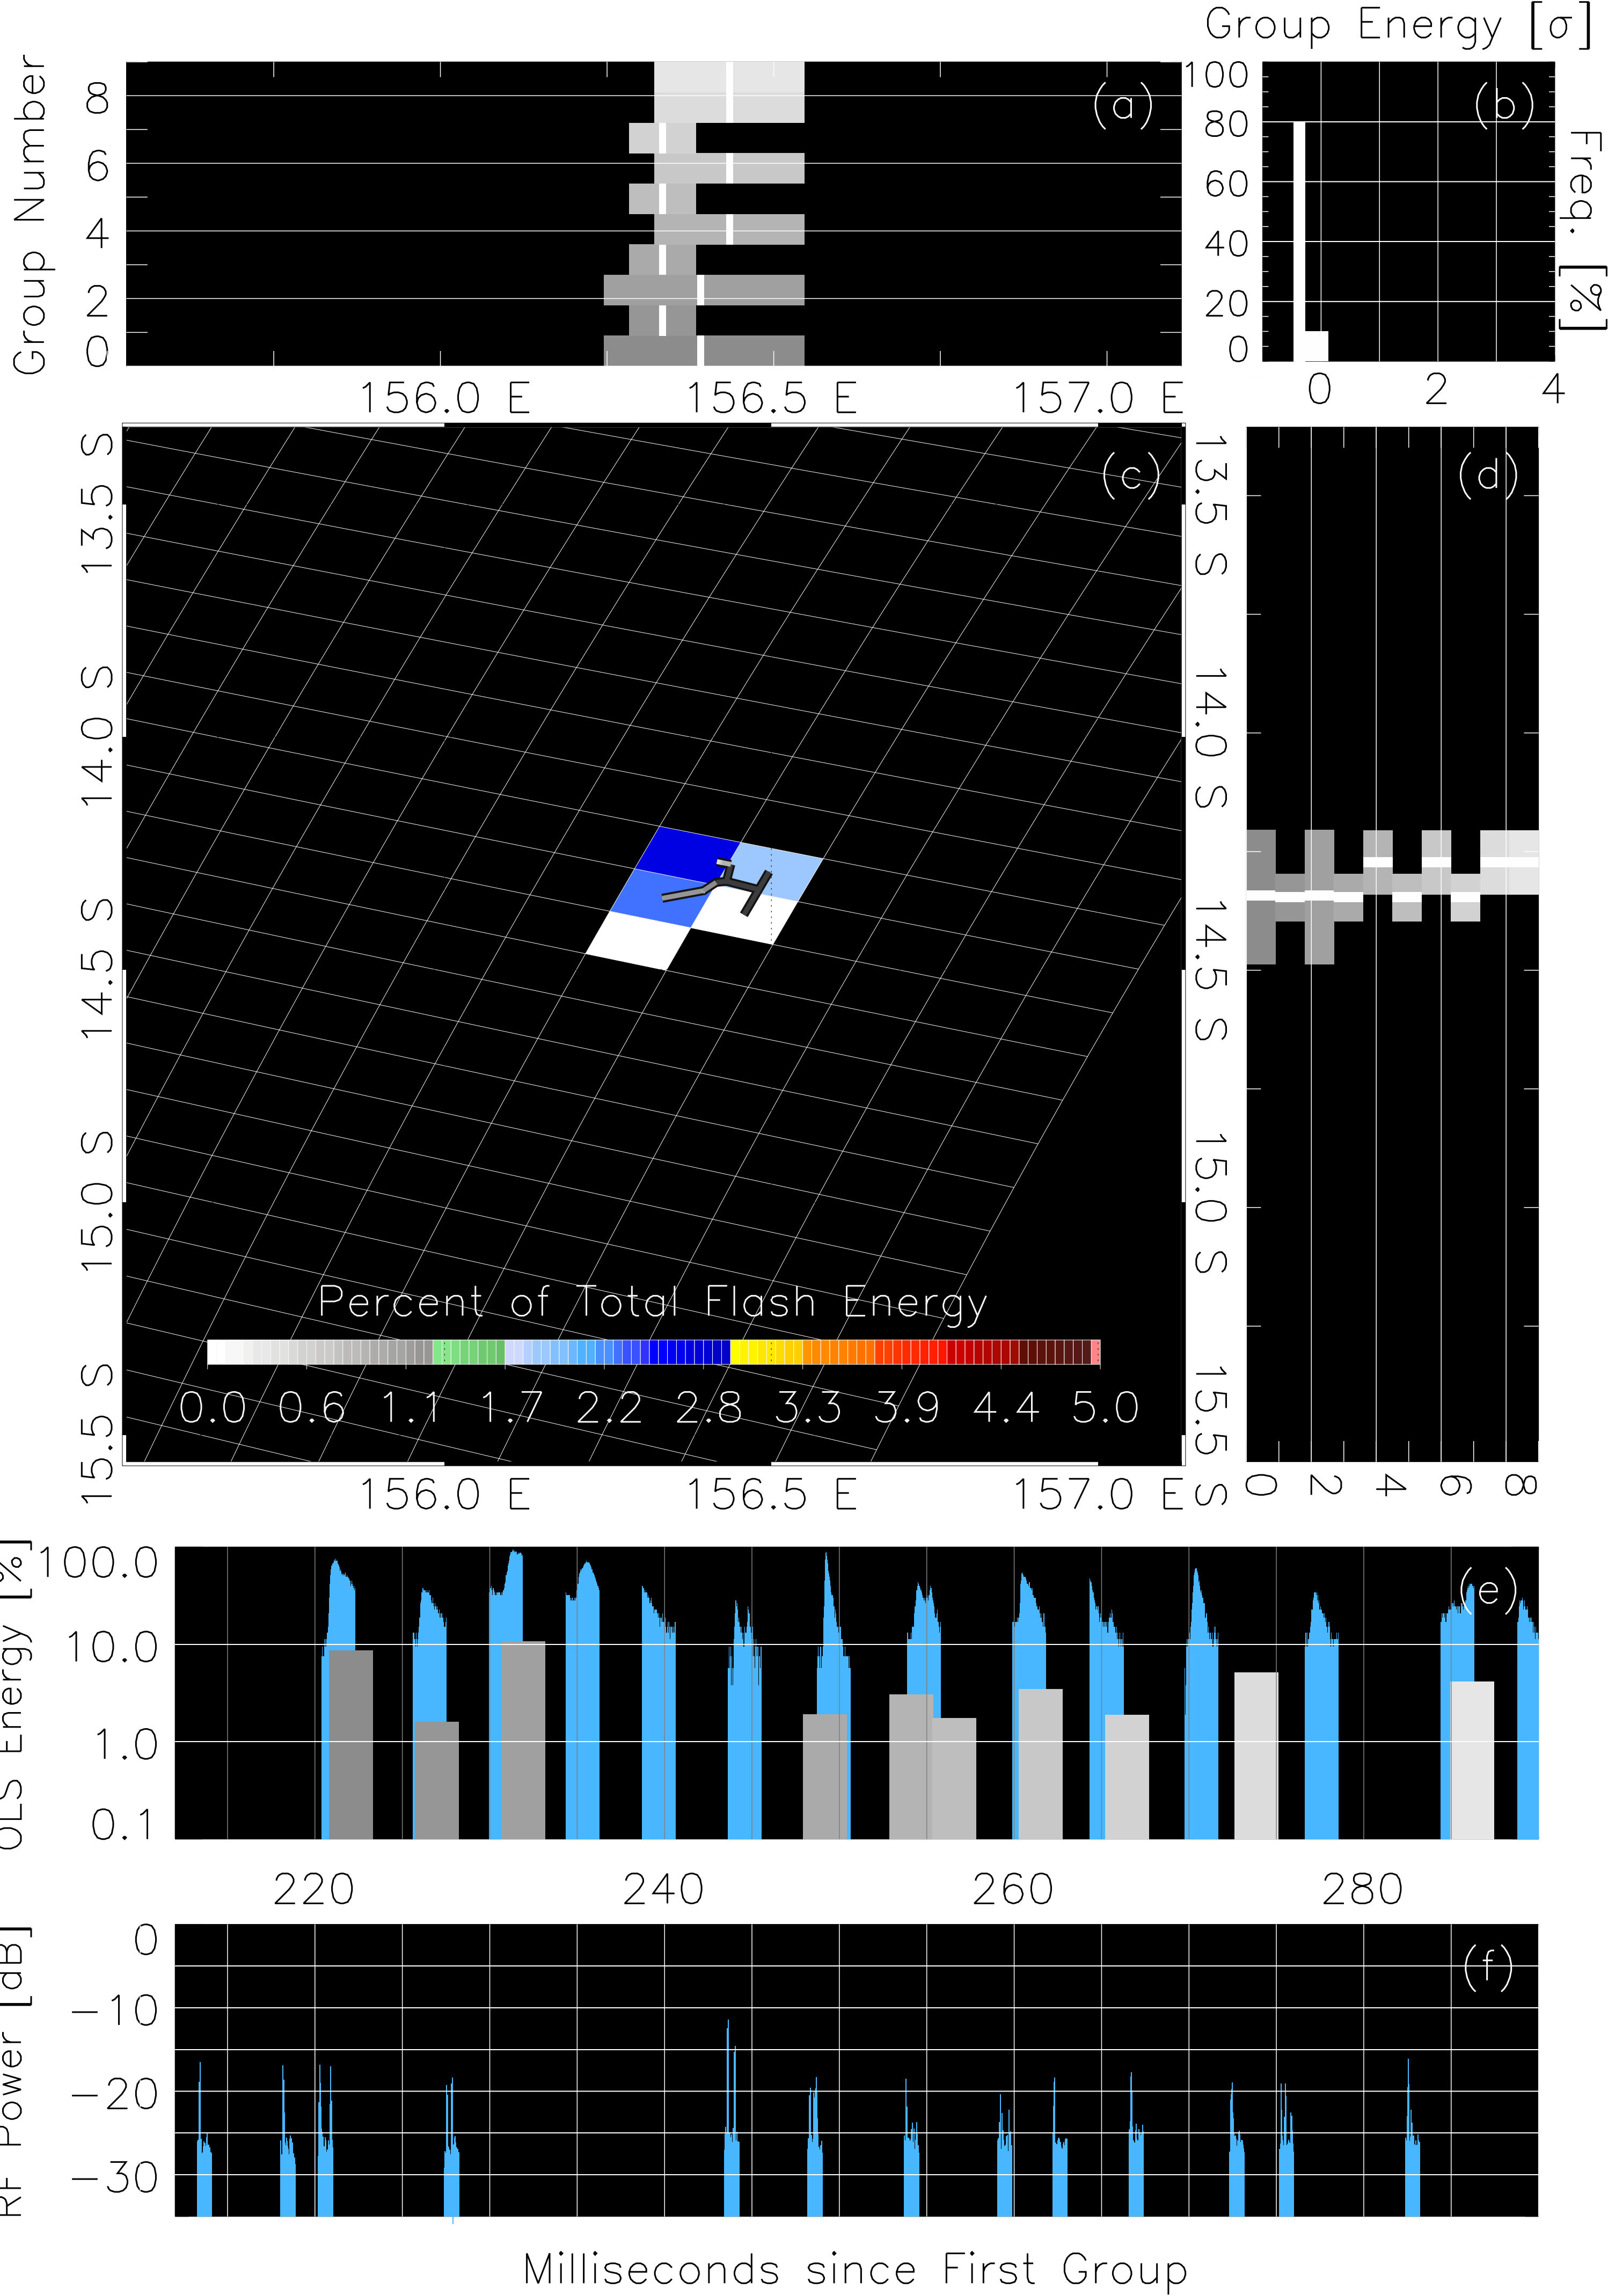 Group Energy [σ]
Group Number
8
6
4
2
0
(a)
100
80
60
40
20
0
(b)
Freq. [%]
0 2 4
156.0 E 156.5 E 157.0 E
13.5 S
14.0 S
14.5 S
15.0 S
15.5 S
(c)
13.5 S
14.0 S
14.5 S
15.0 S
15.5 S
(d)
Percent of Total Flash Energy
0.0 0.6 1.1 1.7 2.2 2.8 3.3 3.9 4.4 5.0
156.0 E 156.5 E 157.0 E
0 2 4 6 8
OLS Energy [%]
100.0
10.0
1.0
0.1
(e)
220 240 260 280
RF Power [dB]
0
-10
-20
-30
(f)
Milliseconds since First Group